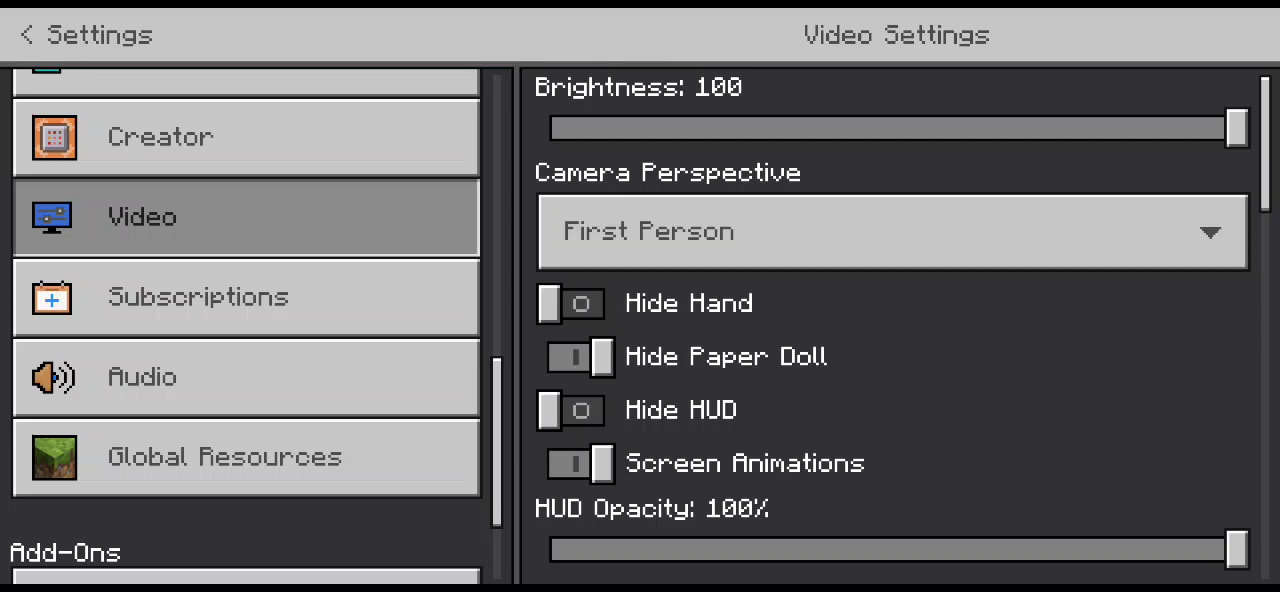 Settings
Video Settings
Creator
Video
Subscriptions
Audio
Global Resources
Add-Ons
Brightness: 100
Camera Perspective
First Person
Hide Hand
Hide Paper Doll
Hide HUD
Screen Animations
HUD Opacity: 100%